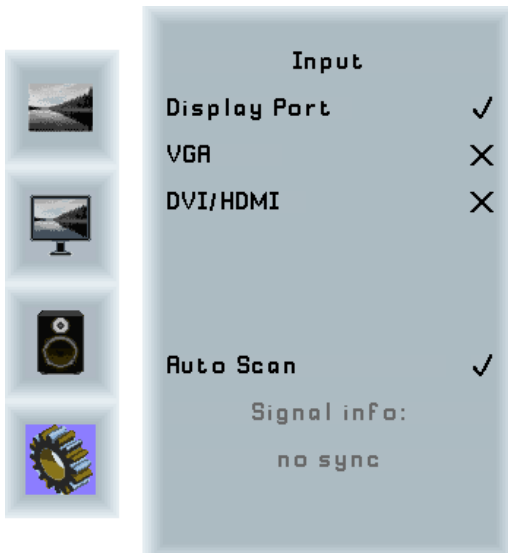 Input
Display Port ✓
VGA ✕
DVI/HDMI ✕
Auto Scan ✓
Signal info:
no sync